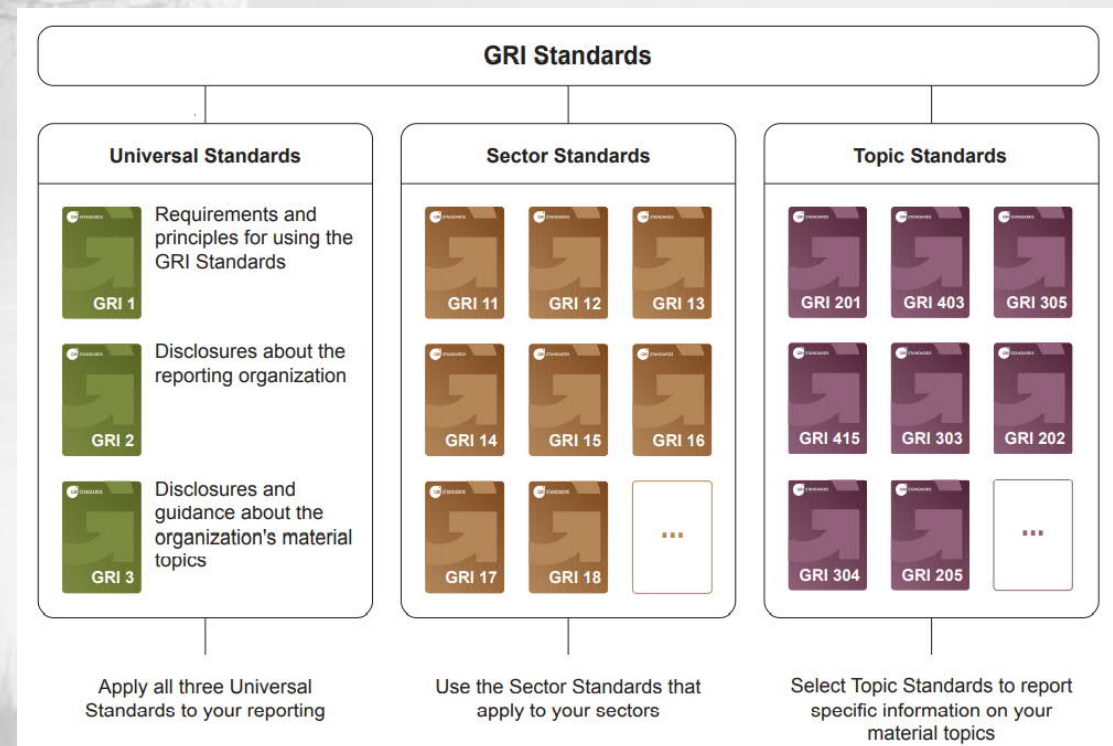 GRI Standards
Universal Standards
Requirements and
principles for using the
GRI Standards
GRI 1
Disclosures about the
reporting organization
GRI 2
Disclosures and
guidance about the
organization's material
topics
GRI 3
Apply all three Universal
Standards to your reporting
Sector Standards
GRI 11 GRI 12 GRI 13
GRI 14 GRI 15 GRI 16
GRI 17 GRI 18 ...
Use the Sector Standards that
apply to your sectors
Topic Standards
GRI 201 GRI 403 GRI 305
GRI 415 GRI 303 GRI 202
GRI 304 GRI 205 ...
Select Topic Standards to report
specific information on your
material topics